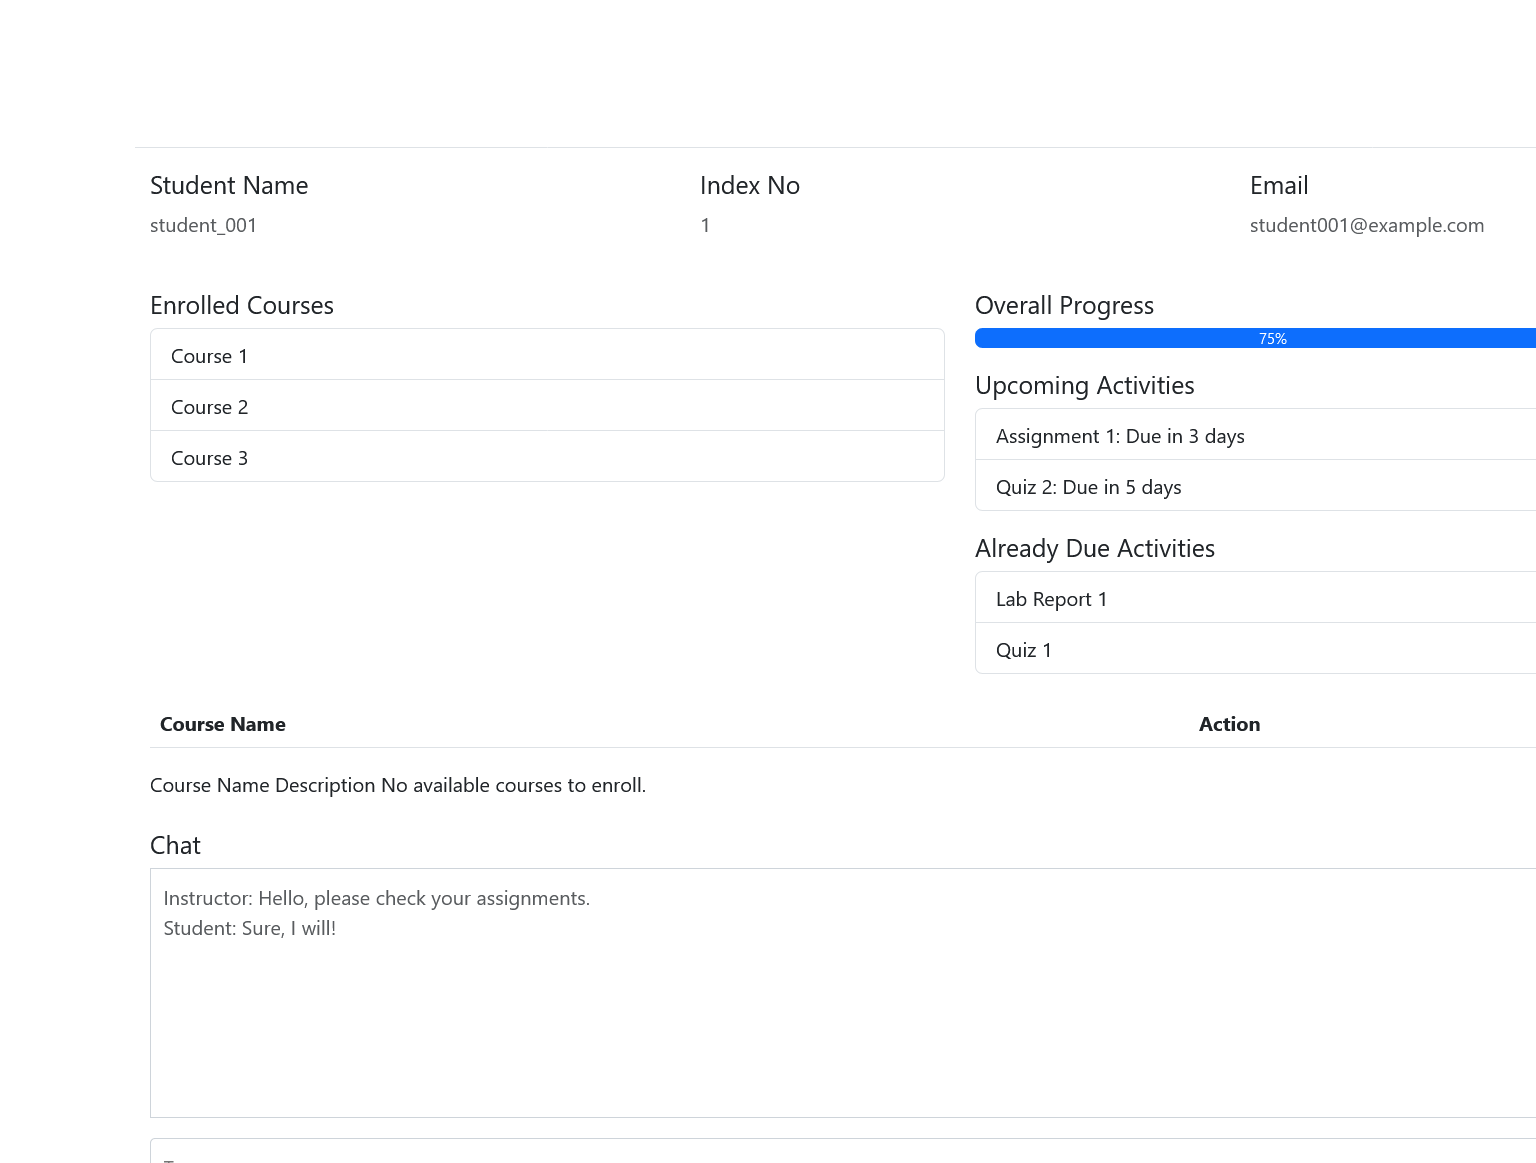 Student Name
student_001
Index No
1
Email
student001@example.com
Enrolled Courses
Course 1
Course 2
Course 3
Overall Progress
75%
Upcoming Activities
Assignment 1: Due in 3 days
Quiz 2: Due in 5 days
Already Due Activities
Lab Report 1
Quiz 1
Course Name
Action
Course Name Description No available courses to enroll.
Chat
Instructor: Hello, please check your assignments.
Student: Sure, I will!